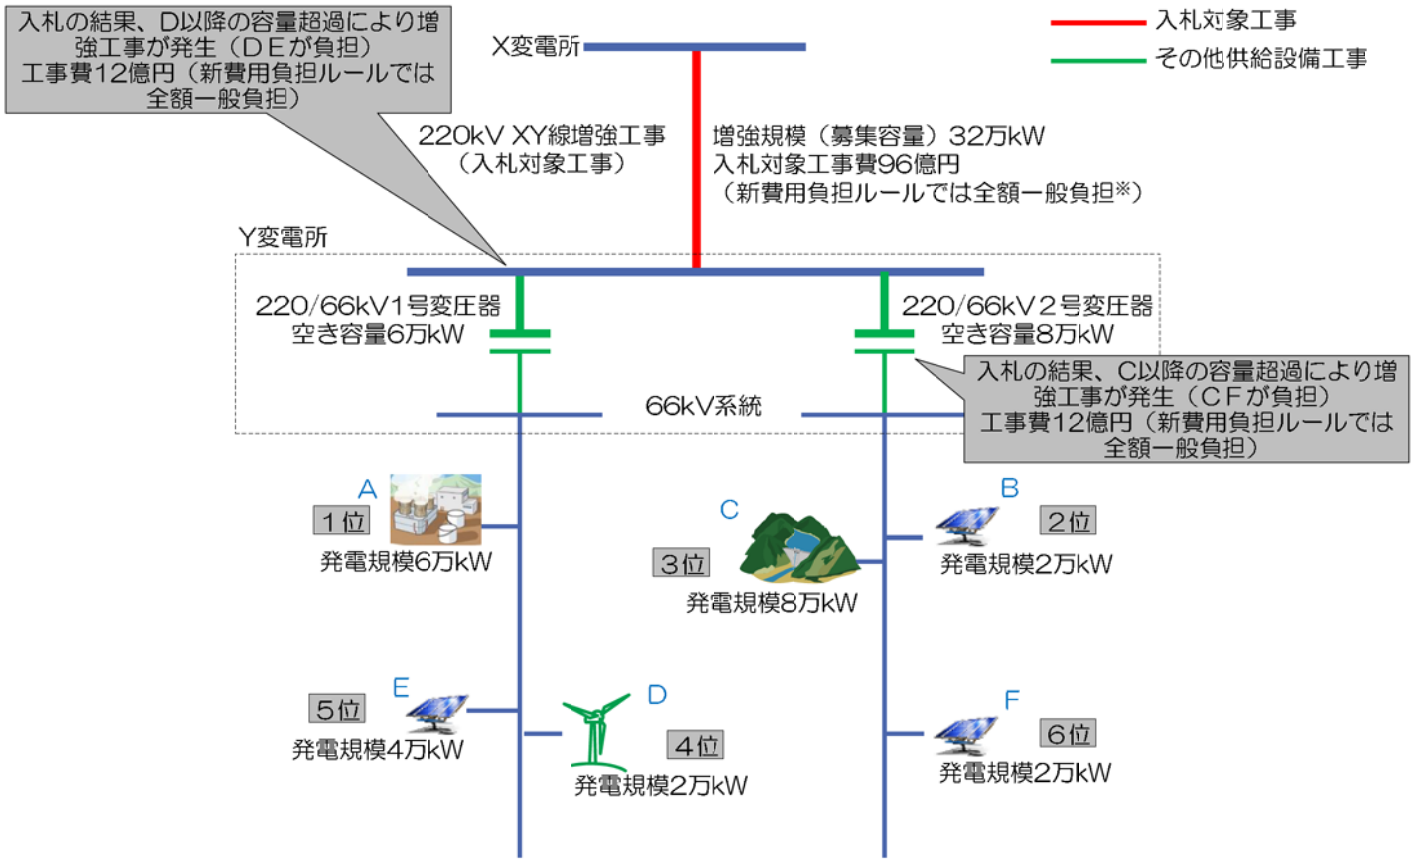 入札の結果、D以降の容量超過により増
強工事が発生（DEが負担）
工事費12億円（新費用負担ルールでは
全額一般負担）
X変電所
入札対象工事
その他供給設備工事
220kV XY線増強工事
（入札対象工事）
増強規模（募集容量）32万kW
入札対象工事費96億円
（新費用負担ルールでは全額一般負担※）
Y変電所
220/66kV1号変圧器
空き容量6万kW
220/66kV2号変圧器
空き容量8万kW
入札の結果、C以降の容量超過により増
強工事が発生（CFが負担）
工事費12億円（新費用負担ルールでは
全額一般負担）
66kV系統
A
1位
発電規模6万kW
B
2位
発電規模2万kW
C
3位
発電規模8万kW
E
5位
発電規模4万kW
D
4位
発電規模2万kW
F
6位
発電規模2万kW